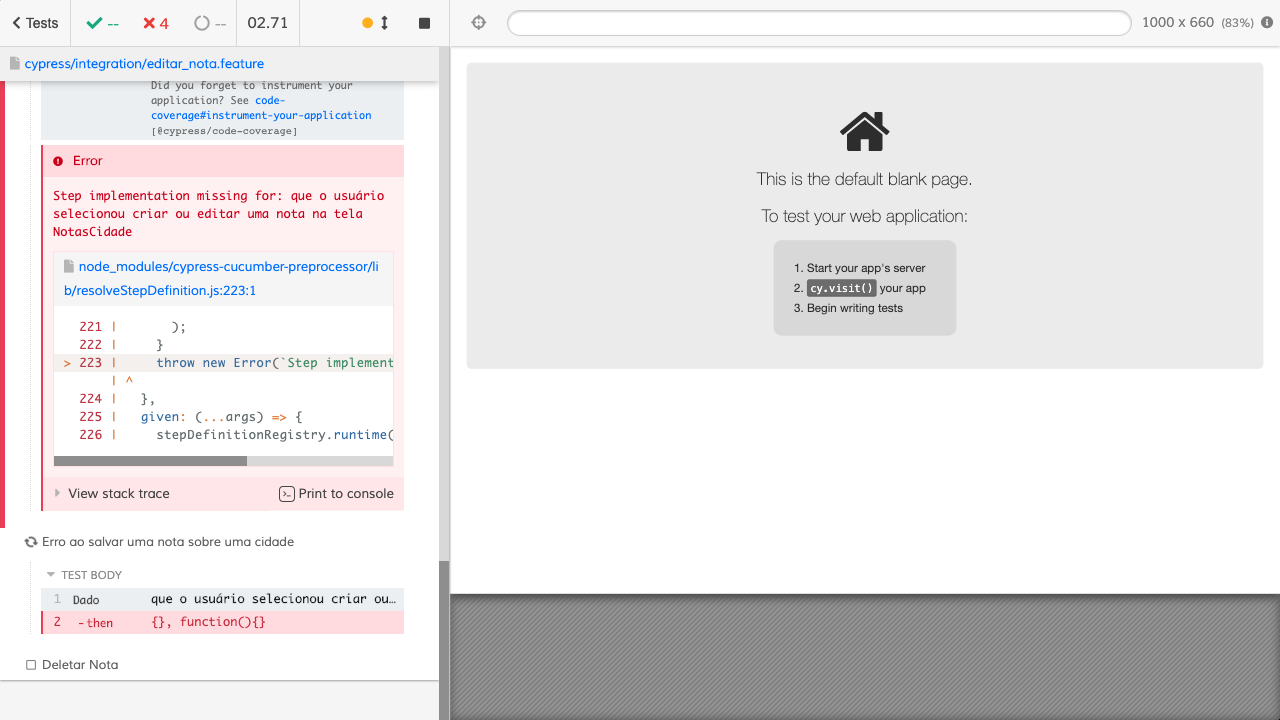 Tests
--
4
--
02.71
1000 x 660 (83%)
cypress/integration/editar_nota.feature
Did you forget to instrument your
application? See code-
coverage#instrument-your-application
[@cypress/code-coverage]
Error
Step implementation missing for: que o usuário
selecionou criar ou editar uma nota na tela
NotasCidade
node_modules/cypress-cucumber-preprocessor/li
b/resolveStepDefinition.js:223:1
221 | );
222 | }
> 223 | throw new Error(`Step implement
| ^
224 | },
225 | given: (...args) => {
226 | stepDefinitionRegistry.runtime(
View stack trace
Print to console
Erro ao salvar uma nota sobre uma cidade
TEST BODY
1 Dado que o usuário selecionou criar ou…
2 -then {}, function(){}
Deletar Nota
This is the default blank page.
To test your web application:
1. Start your app's server
2. cy.visit() your app
3. Begin writing tests